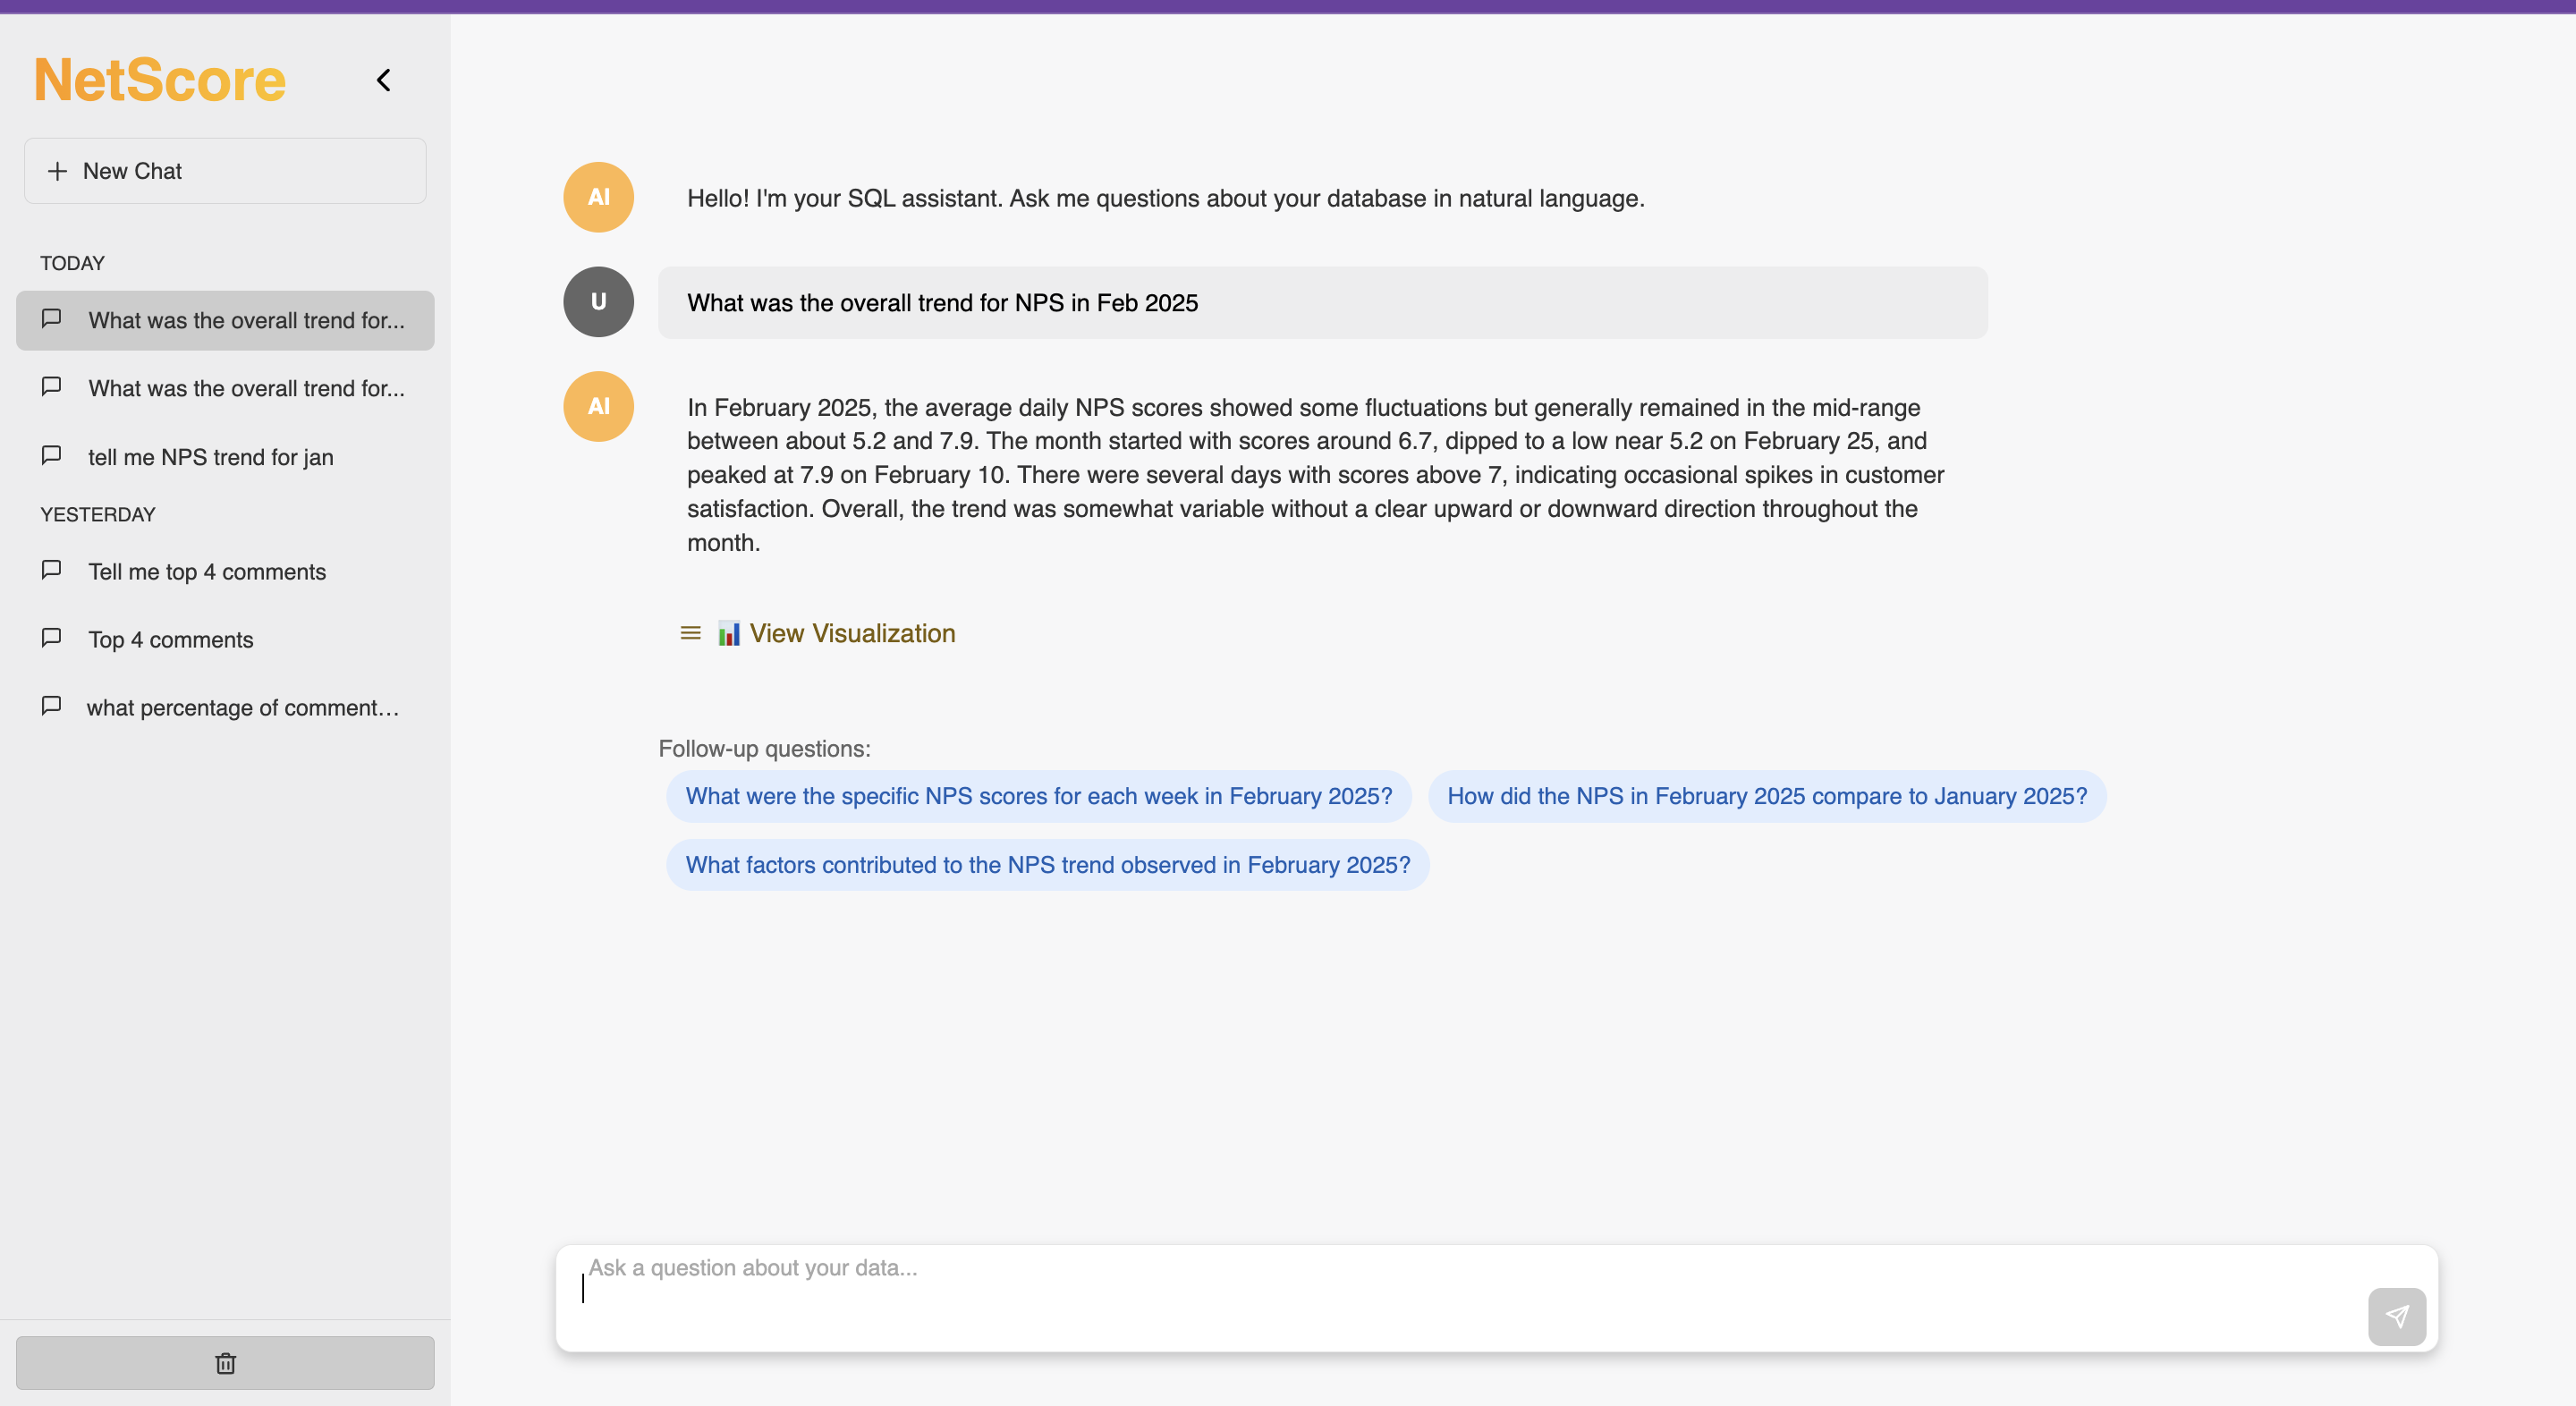 NetScore
New Chat
TODAY
What was the overall trend for...
What was the overall trend for...
tell me NPS trend for jan
YESTERDAY
Tell me top 4 comments
Top 4 comments
what percentage of comment...
AI
Hello! I'm your SQL assistant. Ask me questions about your database in natural language.
U
What was the overall trend for NPS in Feb 2025
AI
In February 2025, the average daily NPS scores showed some fluctuations but generally remained in the mid-range
between about 5.2 and 7.9. The month started with scores around 6.7, dipped to a low near 5.2 on February 25, and
peaked at 7.9 on February 10. There were several days with scores above 7, indicating occasional spikes in customer
satisfaction. Overall, the trend was somewhat variable without a clear upward or downward direction throughout the
month.
View Visualization
Follow-up questions:
What were the specific NPS scores for each week in February 2025?
How did the NPS in February 2025 compare to January 2025?
What factors contributed to the NPS trend observed in February 2025?
Ask a question about your data...